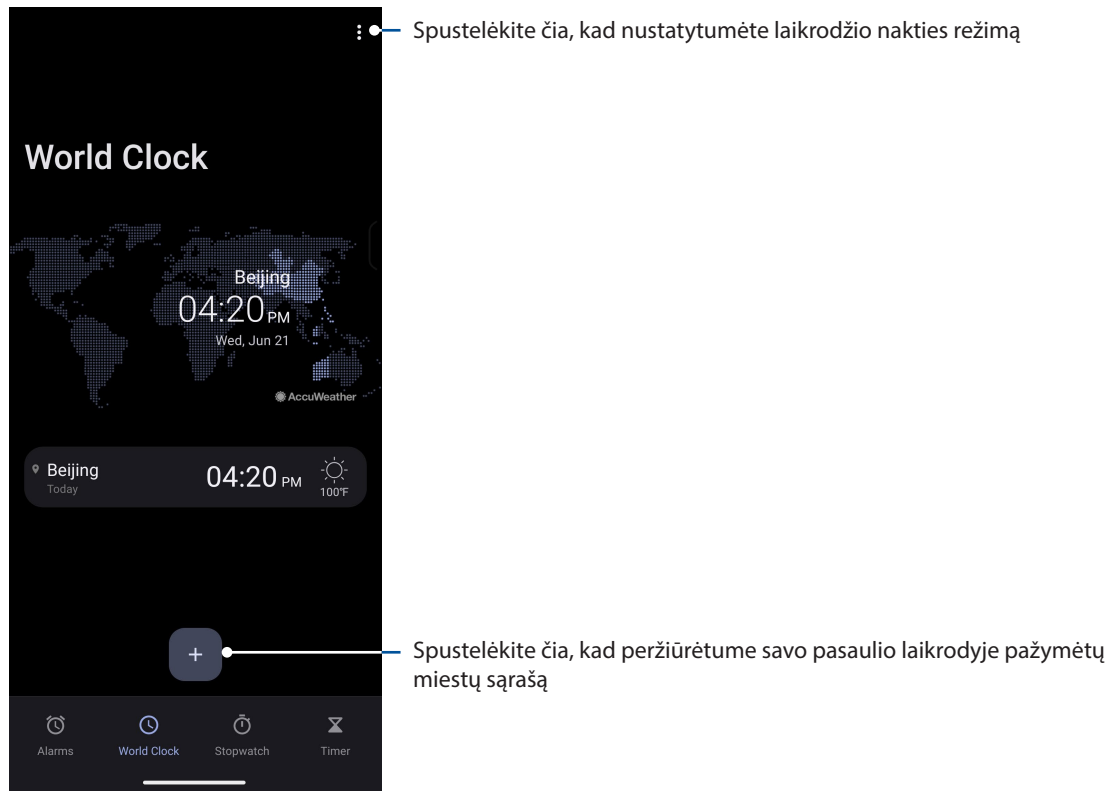 Spustelėkite čia, kad nustatytumėte laikrodžio nakties režimą
World Clock
Beijing
04:20 PM
Wed, Jun 21
AccuWeather
Beijing
Today
04:20 PM
100°F
+
Spustelėkite čia, kad peržiūrėtume savo pasaulio laikrodyje pažymėtų
miestų sąrašą
Alarms World Clock Stopwatch Timer